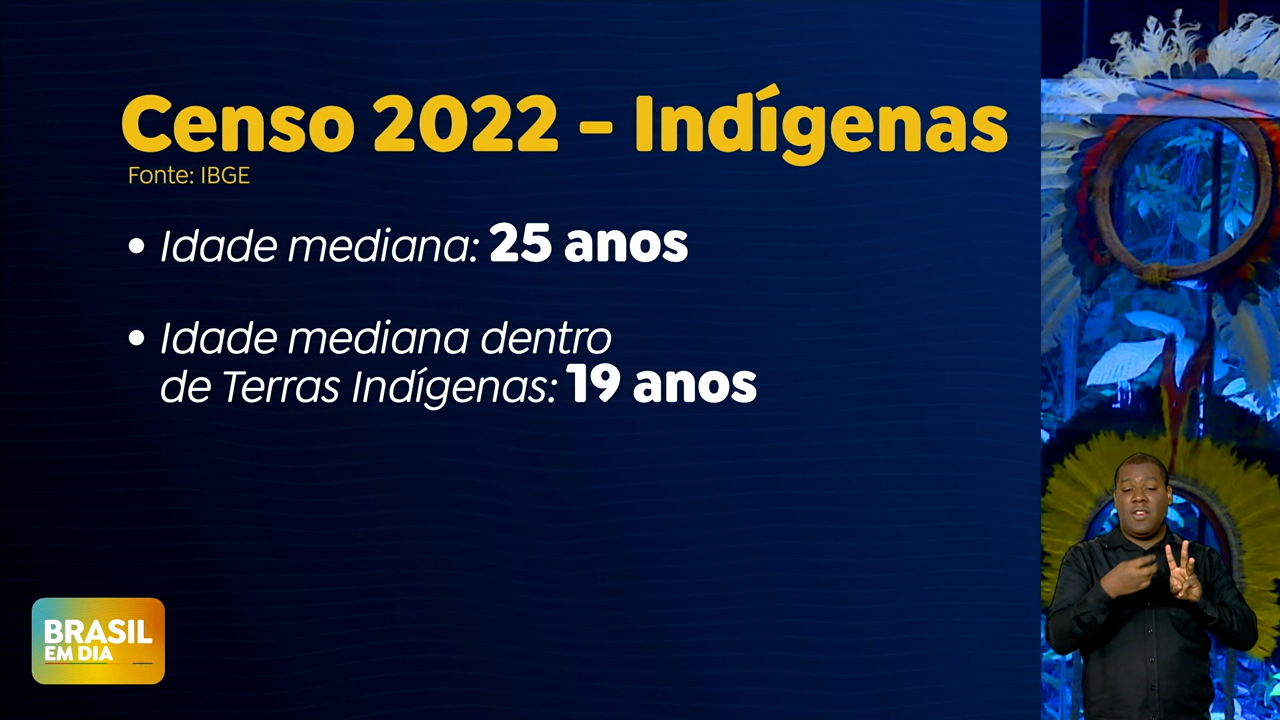 Censo 2022 - Indígenas
Fonte: IBGE
• Idade mediana: 25 anos
• Idade mediana dentro
de Terras Indígenas: 19 anos
BRASIL
EM DIA